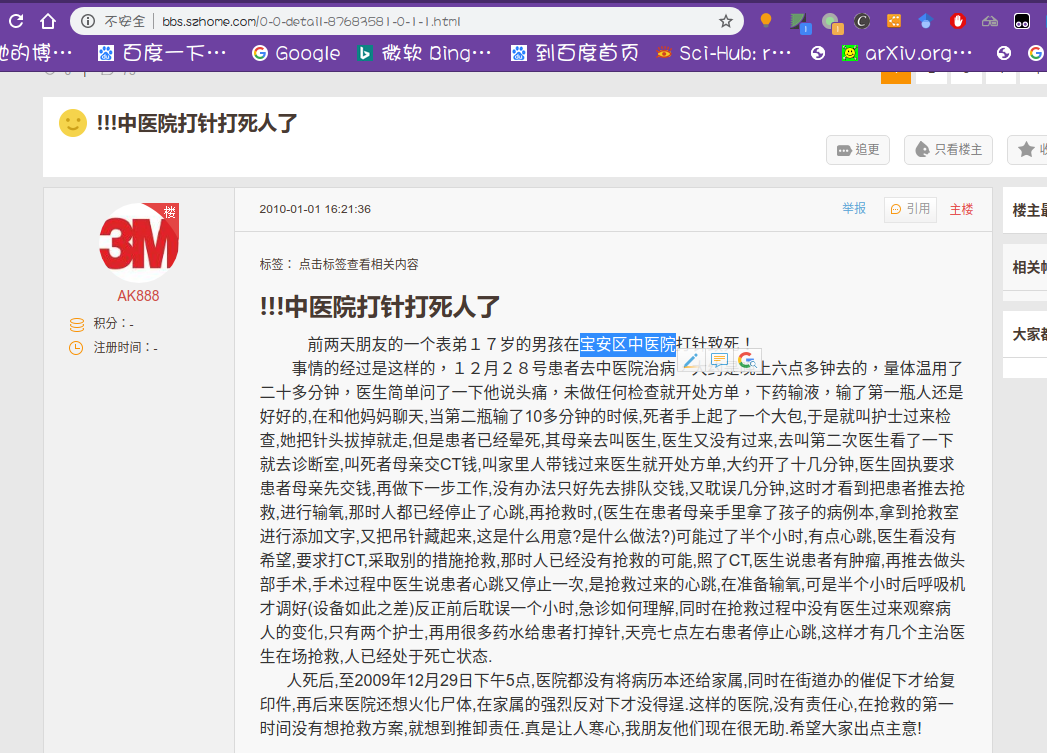 不安全 bbs.szhome.com/0-0-detail-87683581-0-1-1.html
他的博… 百度一下… Google 微软 Bing… 到百度首页 Sci-Hub: r… arXiv.org…
!!!中医院打针打死人了
追更 只看楼主
楼
3M
AK888
积分：-
注册时间：-
2010-01-01 16:21:36 举报 引用 主楼
标签： 点击标签查看相关内容
!!!中医院打针打死人了
前两天朋友的一个表弟１７岁的男孩在宝安区中医院打针致死！
事情的经过是这样的，１２月２８号患者去中医院治病 上六点多钟去的，量体温用了
二十多分钟，医生简单问了一下他说头痛，未做任何检查就开处方单，下药输液，输了第一瓶人还是
好好的,在和他妈妈聊天,当第二瓶输了10多分钟的时候,死者手上起了一个大包,于是就叫护士过来检
查,她把针头拔掉就走,但是患者已经晕死,其母亲去叫医生,医生又没有过来,去叫第二次医生看了一下
就去诊断室,叫死者母亲交CT钱,叫家里人带钱过来医生就开处方单,大约开了十几分钟,医生固执要求
患者母亲先交钱,再做下一步工作,没有办法只好先去排队交钱,又耽误几分钟,这时才看到把患者推去抢
救,进行输氧,那时人都已经停止了心跳,再抢救时,(医生在患者母亲手里拿了孩子的病例本,拿到抢救室
进行添加文字,又把吊针藏起来,这是什么用意?是什么做法?)可能过了半个小时,有点心跳,医生看没有
希望,要求打CT,采取别的措施抢救,那时人已经没有抢救的可能,照了CT,医生说患者有肿瘤,再推去做头
部手术,手术过程中医生说患者心跳又停止一次,是抢救过来的心跳,在准备输氧,可是半个小时后呼吸机
才调好(设备如此之差)反正前后耽误一个小时,急诊如何理解,同时在抢救过程中没有医生过来观察病
人的变化,只有两个护士,再用很多药水给患者打掉针,天亮七点左右患者停止心跳,这样才有几个主治医
生在场抢救,人已经处于死亡状态.
人死后,至2009年12月29日下午5点,医院都没有将病历本还给家属,同时在街道办的催促下才给复
印件,再后来医院还想火化尸体,在家属的强烈反对下才没得逞.这样的医院,没有责任心,在抢救的第一
时间没有想抢救方案,就想到推卸责任.真是让人寒心,我朋友他们现在很无助.希望大家出点主意!
楼主最
相关帖
大家都